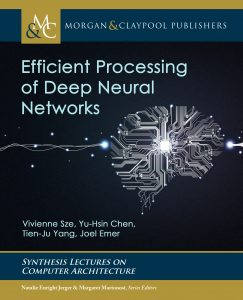 M&C
MORGAN & CLAYPOOL PUBLISHERS
Efficient Processing
of Deep Neural
Networks
Vivienne Sze, Yu-Hsin Chen,
Tien-Ju Yang, Joel Emer
SYNTHESIS LECTURES ON
COMPUTER ARCHITECTURE
Natalie Enright Jerger & Margaret Martonosi, Series Editors